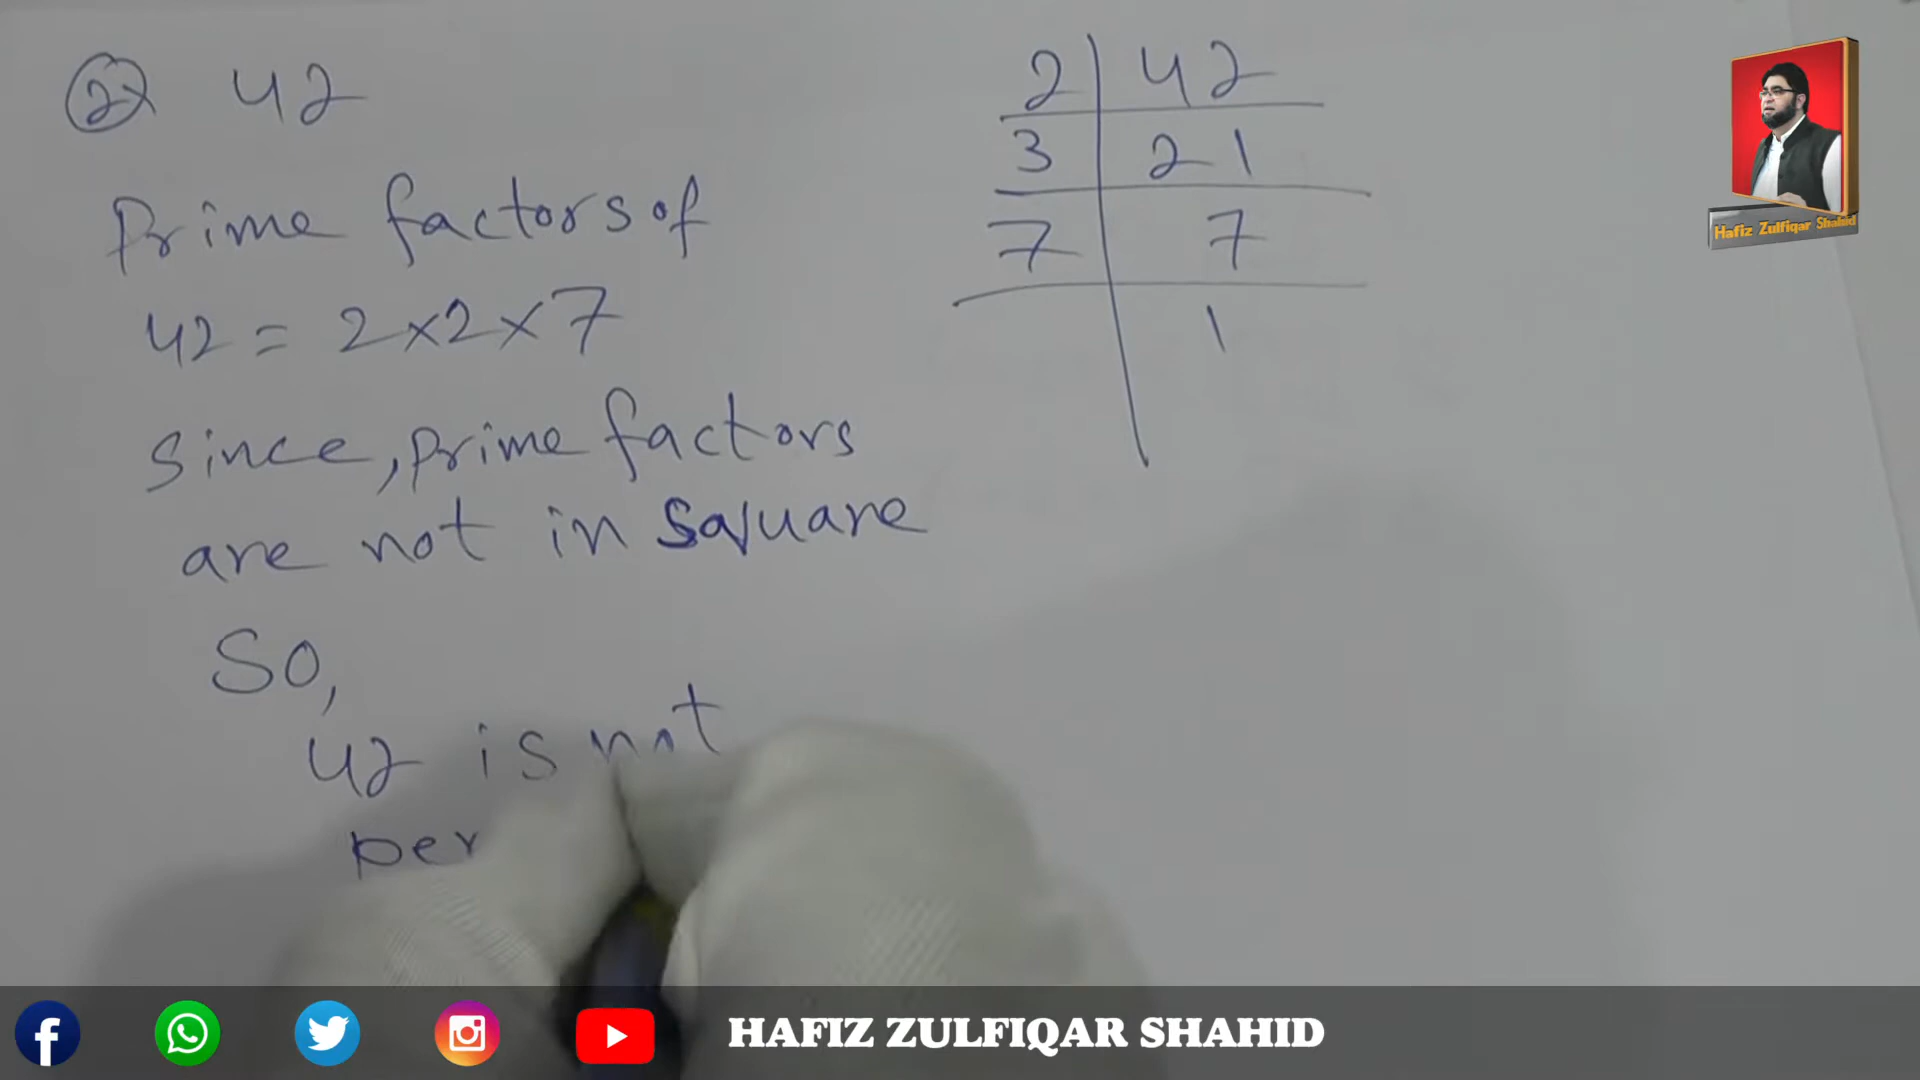 2 42
Prime factors of
42 = 2×2×7
Since, prime factors
are not in square
So,
42 is not
per
2 | 42
3 | 21
7 | 7
1
Hafiz Zulfiqar Shahid
HAFIZ ZULFIQAR SHAHID